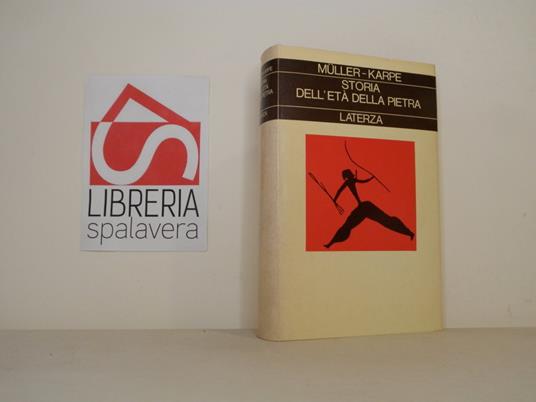 LIBRERIA
spalavera
MÜLLER-KARPE
STORIA
DELL'ETÀ DELLA PIETRA
LATERZA